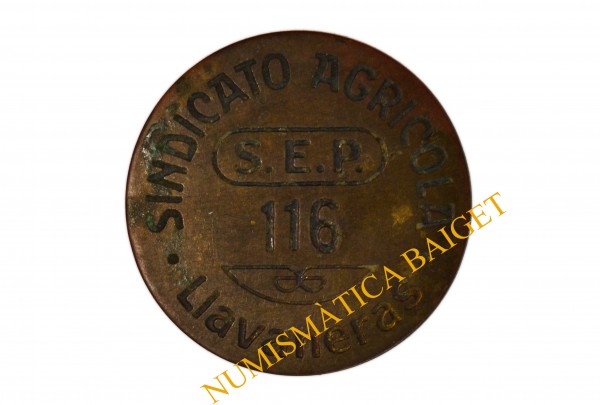 SINDICATO AGRICOLA
S.E.P.
116
· Llavaneras
NUMISMÀTICA BAIGET